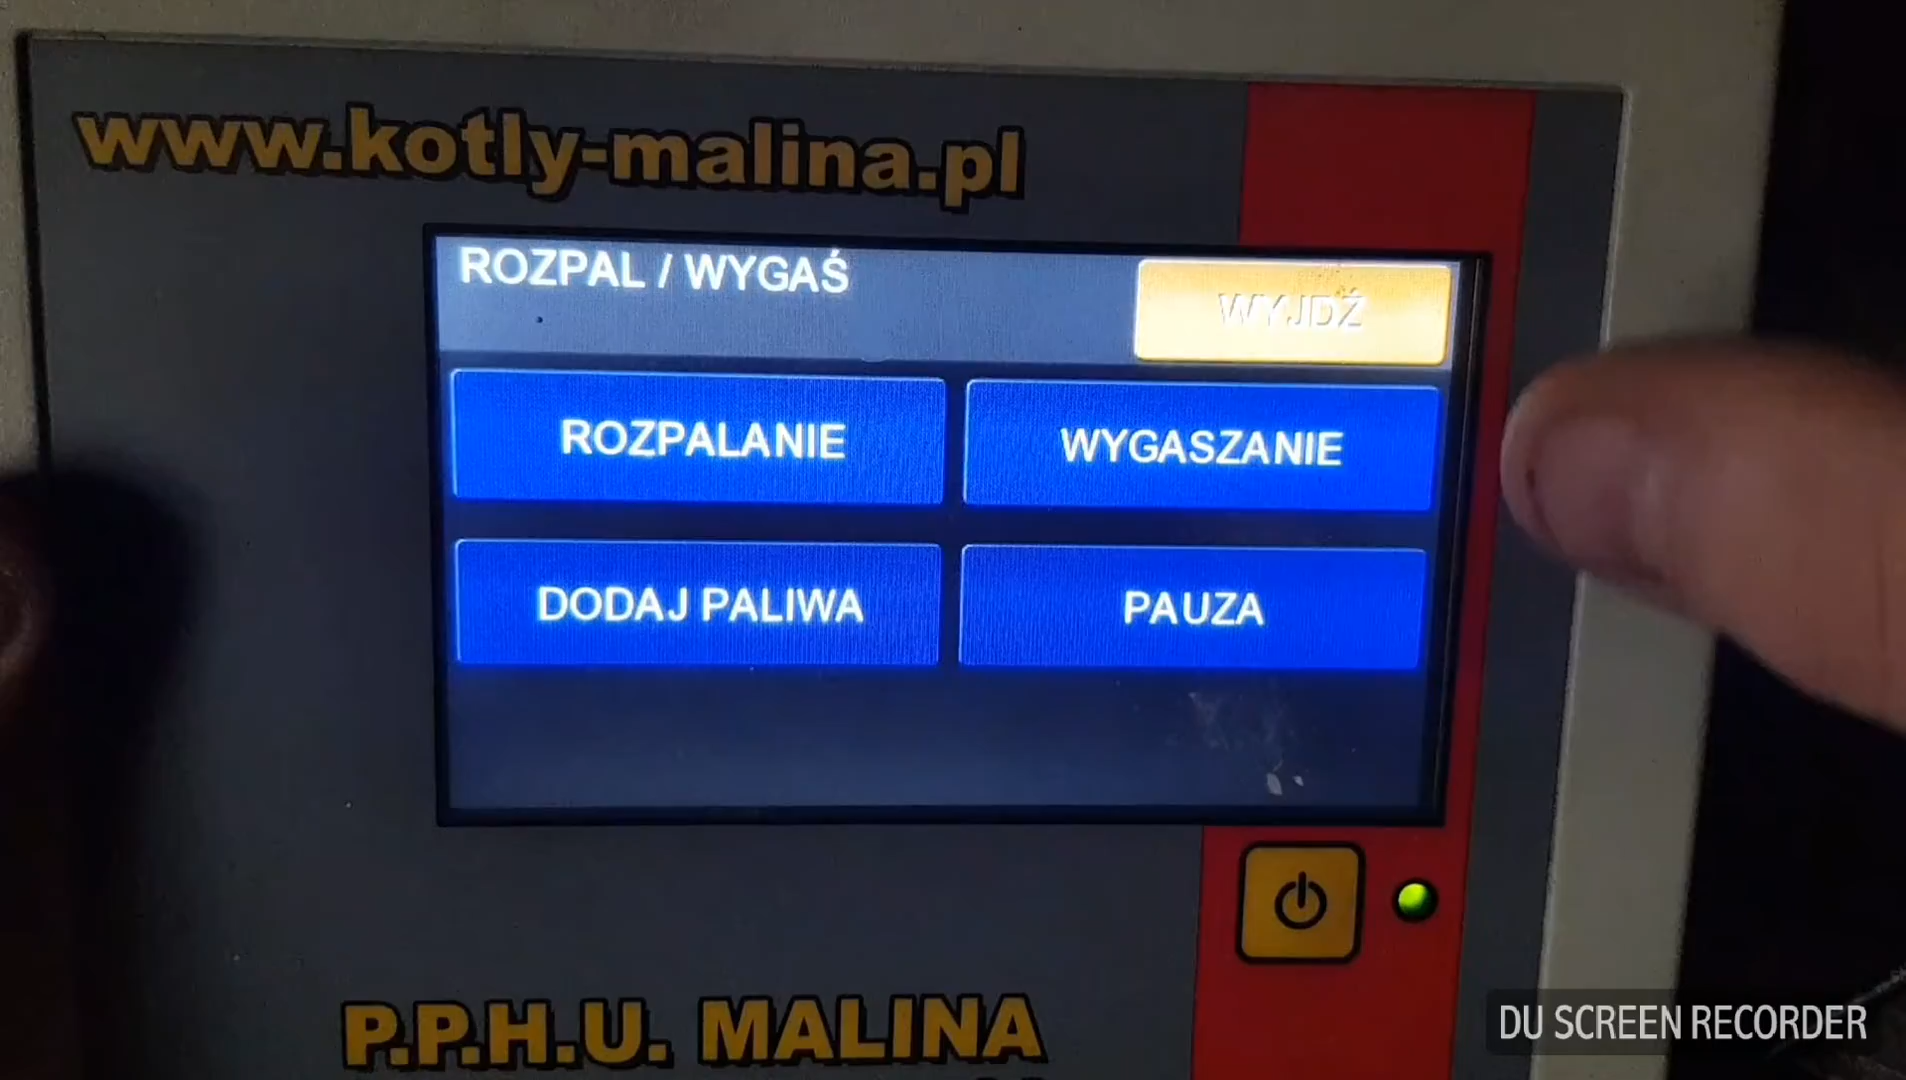 www.kotly-malina.pl
ROZPAL / WYGAŚ
WYJDŹ
ROZPALANIE
WYGASZANIE
DODAJ PALIWA
PAUZA
P.P.H.U. MALINA
DU SCREEN RECORDER